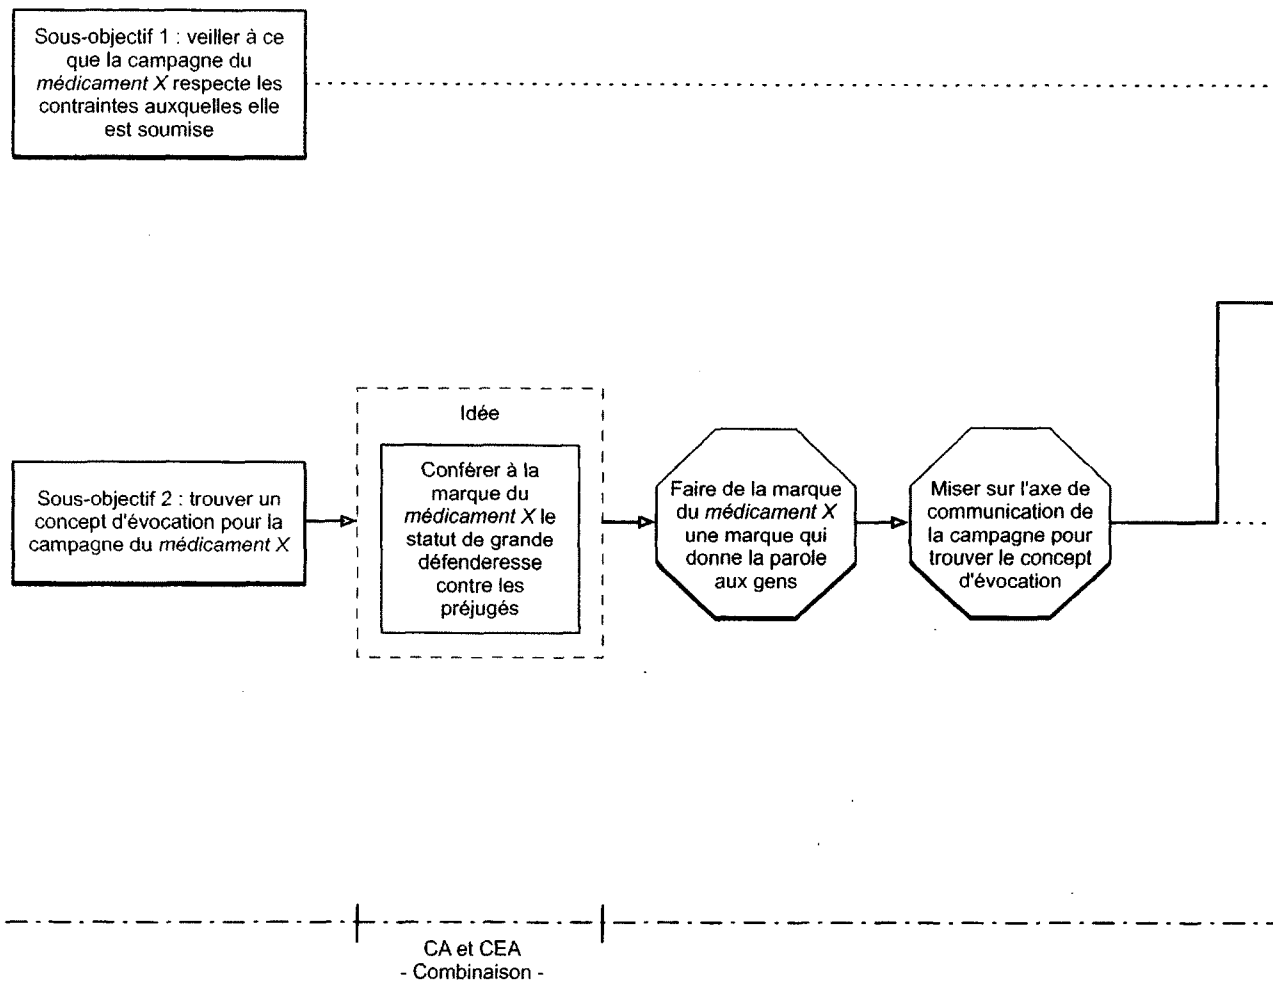 Sous-objectif 1 : veiller à ce
que la campagne du
médicament X respecte les
contraintes auxquelles elle
est soumise
Idée
Sous-objectif 2 : trouver un
concept d'évocation pour la
campagne du médicament X
Conférer à la
marque du
médicament X le
statut de grande
défenderesse
contre les
préjugés
Faire de la marque
du médicament X
une marque qui
donne la parole
aux gens
Miser sur l'axe de
communication de
la campagne pour
trouver le concept
d'évocation
CA et CEA
- Combinaison -